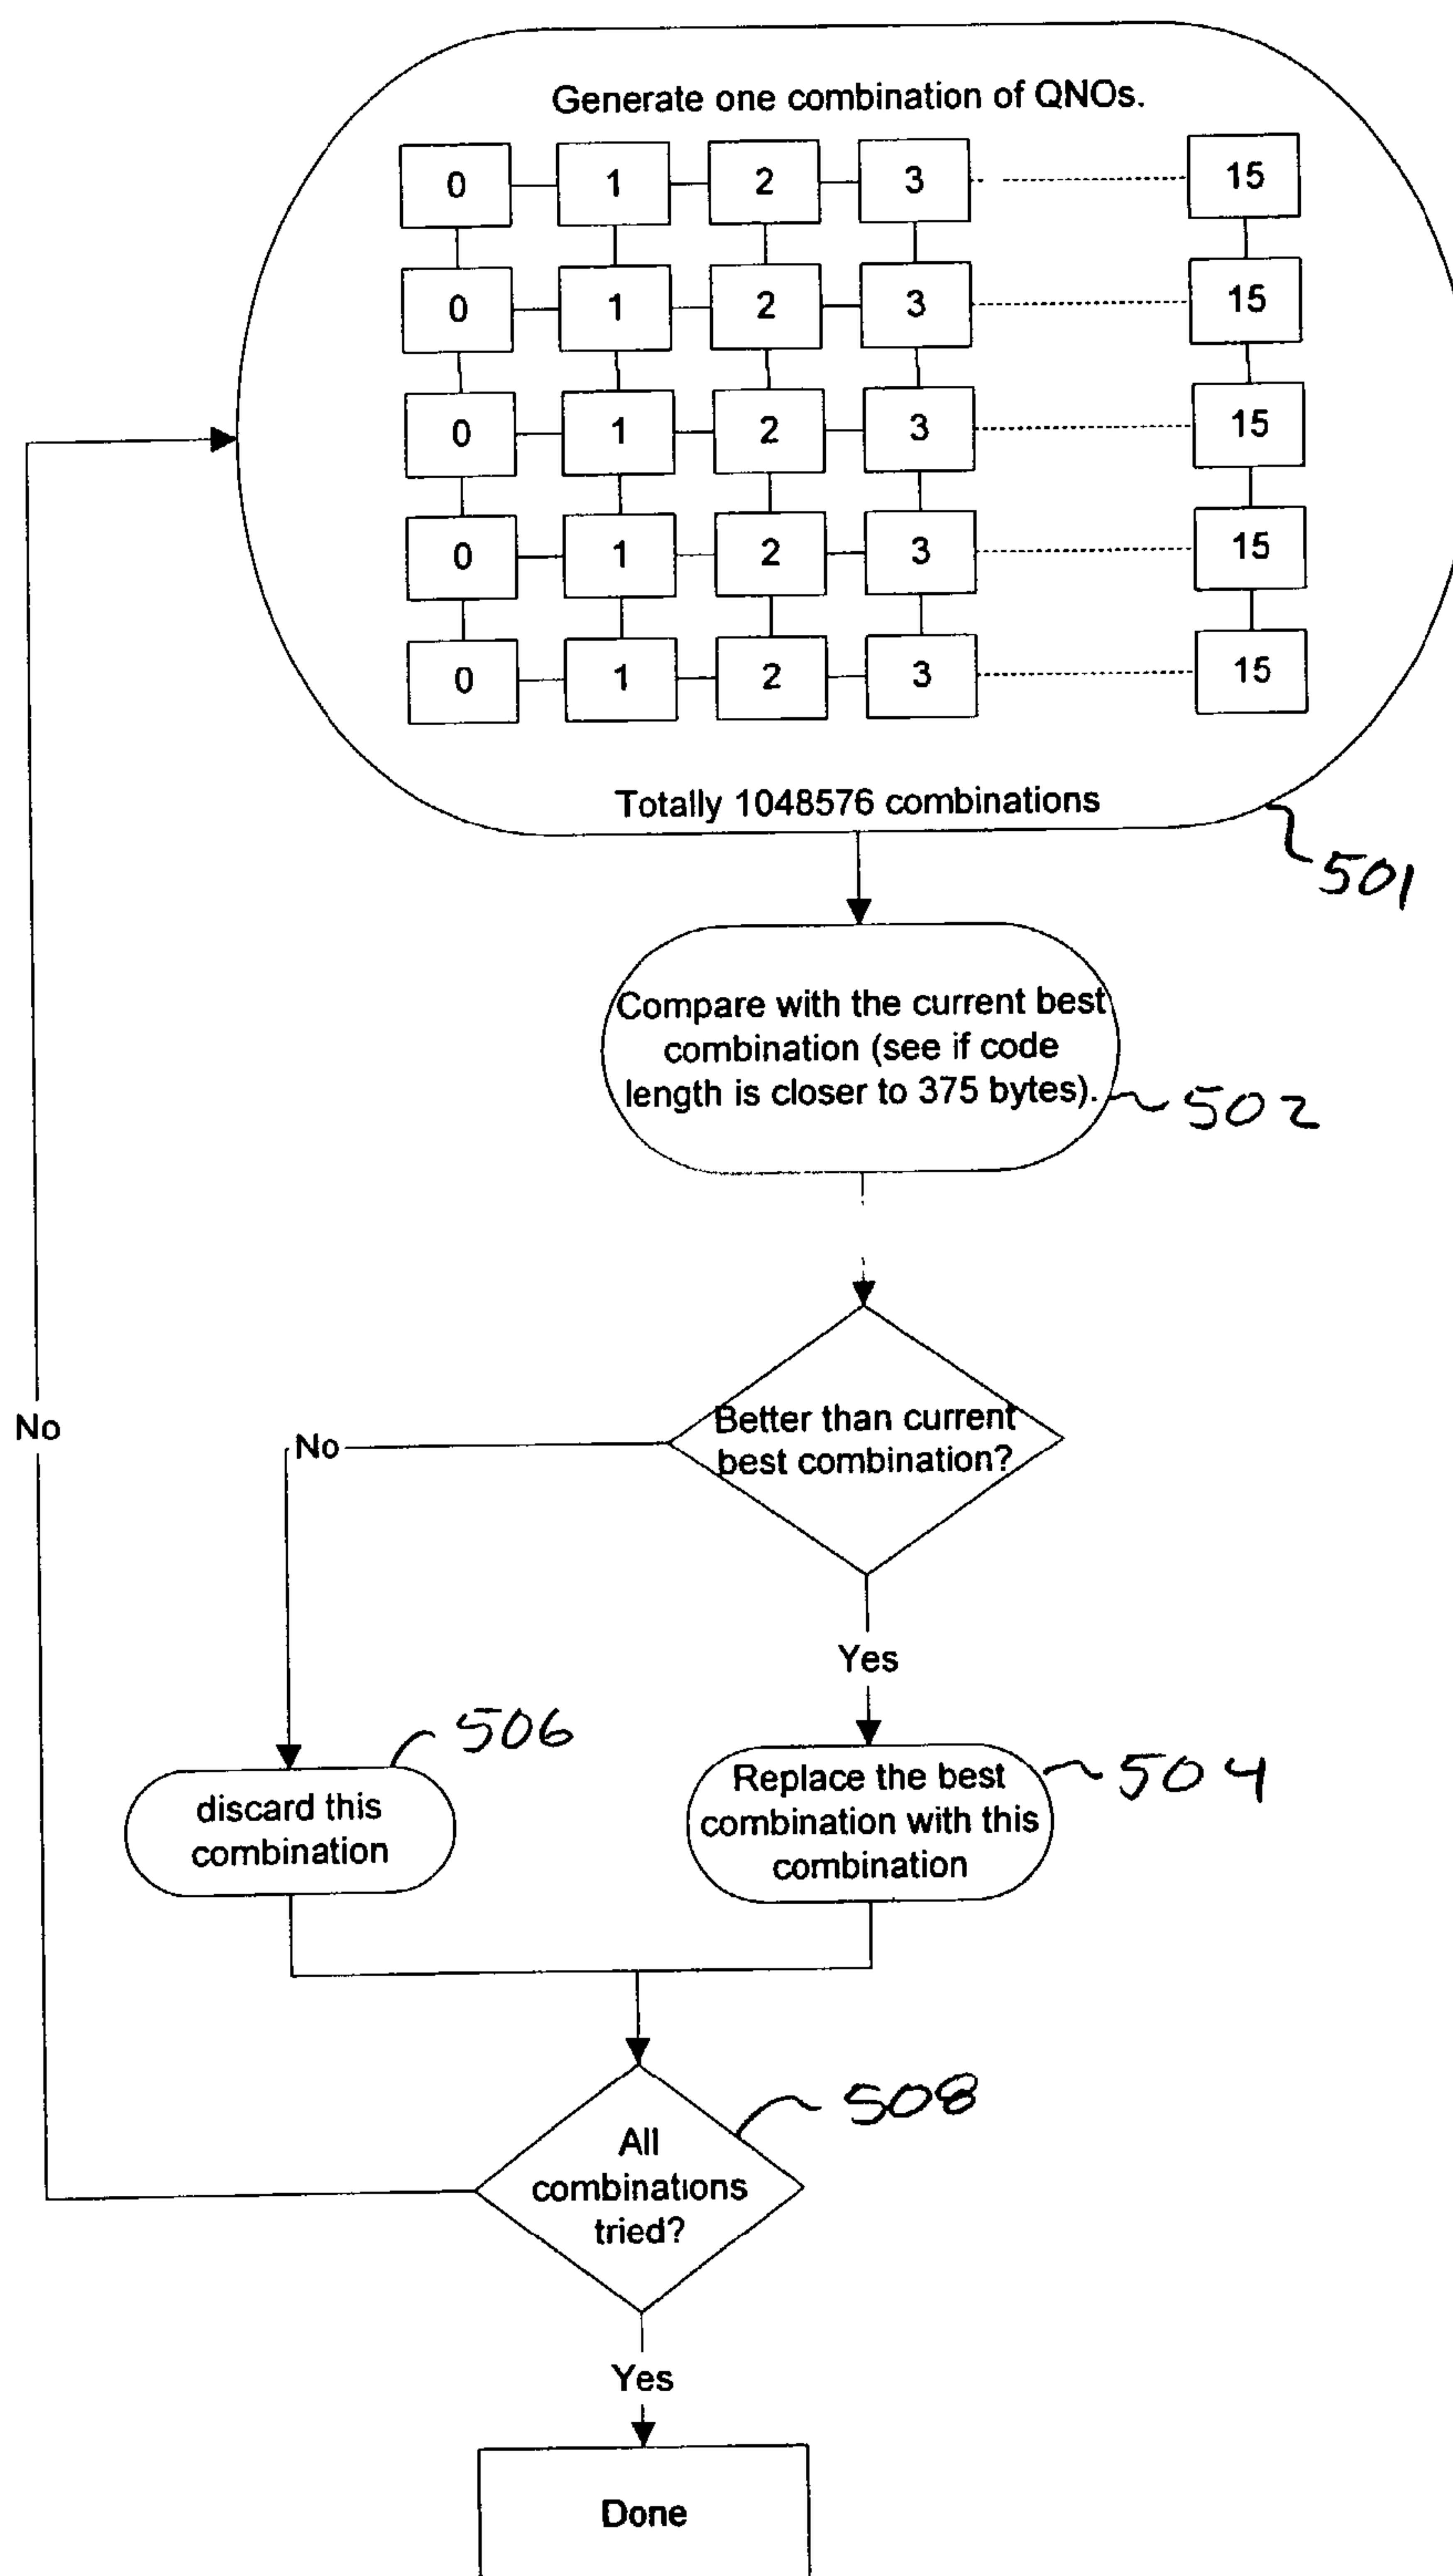 Generate one combination of QNOs.
0 1 2 3 15
0 1 2 3 15
0 1 2 3 15
0 1 2 3 15
0 1 2 3 15
Totally 1048576 combinations
501
Compare with the current best
combination (see if code
length is closer to 375 bytes).
502
Better than current
best combination?
No
No
Yes
506
504
discard this
combination
Replace the best
combination with this
combination
508
All
combinations
tried?
Yes
Done